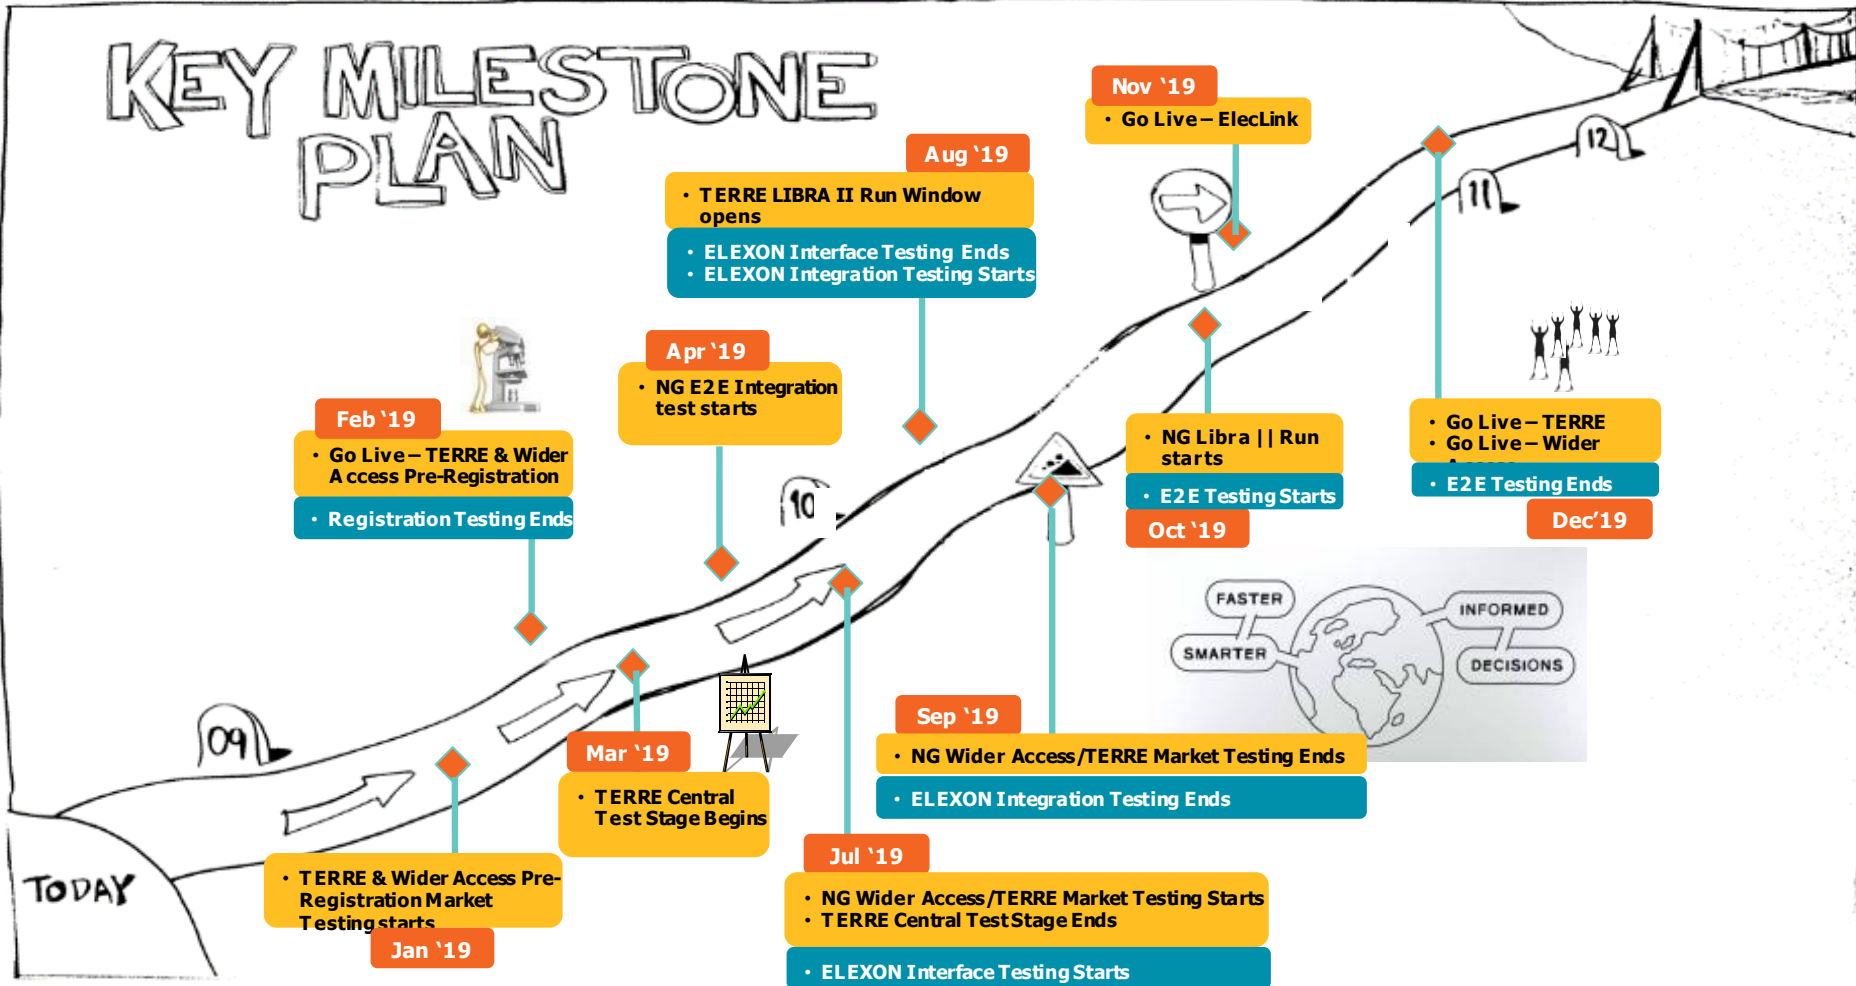 KEY MILESTONE
PLAN
Nov ‘19
• Go Live – ElecLink
Aug ‘19
• TERRE LIBRA II Run Window
opens
• ELEXON Interface Testing Ends
• ELEXON Integration Testing Starts
12
11
Apr ‘19
• NG E2E Integration
test starts
Feb ‘19
• Go Live – TERRE & Wider
Access Pre-Registration
• Registration Testing Ends
• NG Libra || Run
starts
• E2E Testing Starts
Oct ‘19
• Go Live – TERRE
• Go Live – Wider
• E2E Testing Ends
Dec’19
10
FASTER
SMARTER
INFORMED
DECISIONS
09
Sep ‘19
• NG Wider Access/TERRE Market Testing Ends
• ELEXON Integration Testing Ends
Mar ‘19
• TERRE Central
Test Stage Begins
TODAY
• TERRE & Wider Access Pre-
Registration Market
Testing starts
Jan ‘19
Jul ‘19
• NG Wider Access/TERRE Market Testing Starts
• TERRE Central Test Stage Ends
• ELEXON Interface Testing Starts